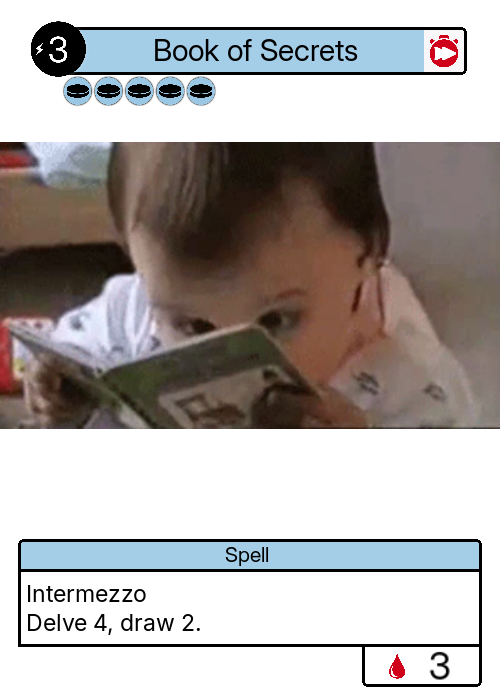 3
Book of Secrets
Spell
Intermezzo
Delve 4, draw 2.
3